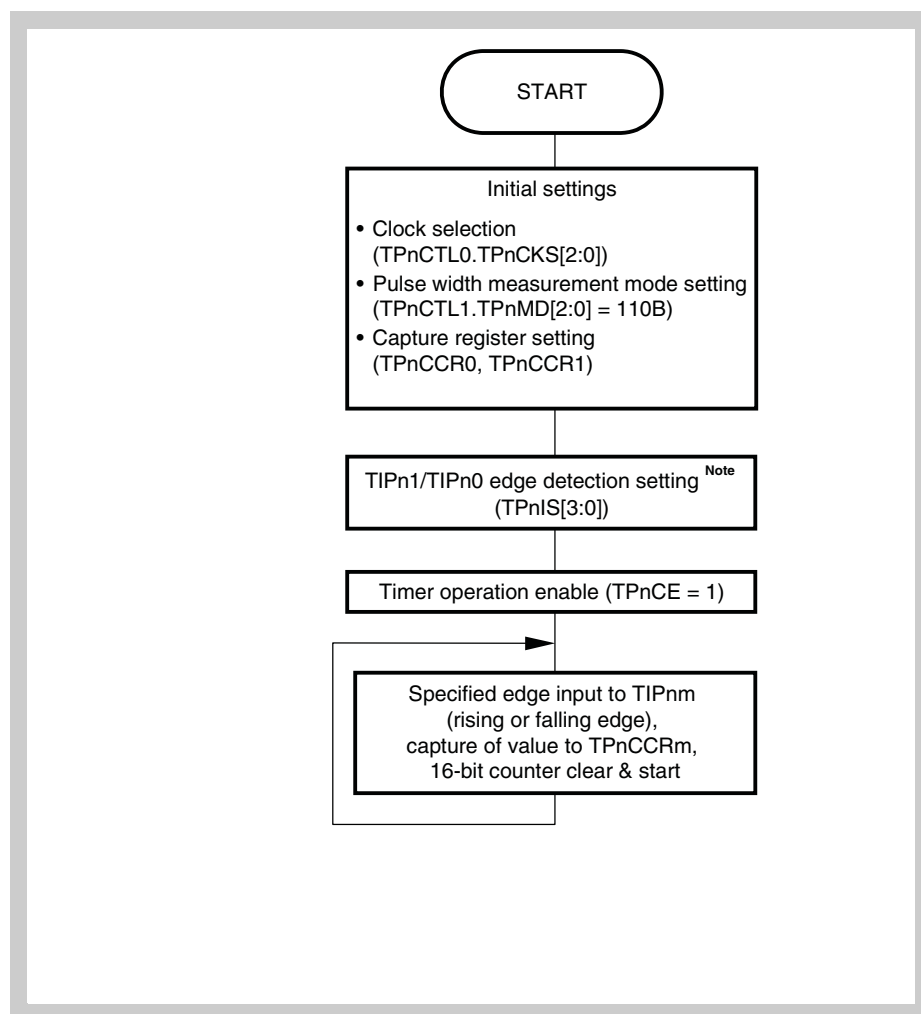 START
Initial settings
• Clock selection
(TPnCTL0.TPnCKS[2:0])
• Pulse width measurement mode setting
(TPnCTL1.TPnMD[2:0] = 110B)
• Capture register setting
(TPnCCR0, TPnCCR1)
TIPn1/TIPn0 edge detection setting Note
(TPnIS[3:0])
Timer operation enable (TPnCE = 1)
Specified edge input to TIPnm
(rising or falling edge),
capture of value to TPnCCRm,
16-bit counter clear & start